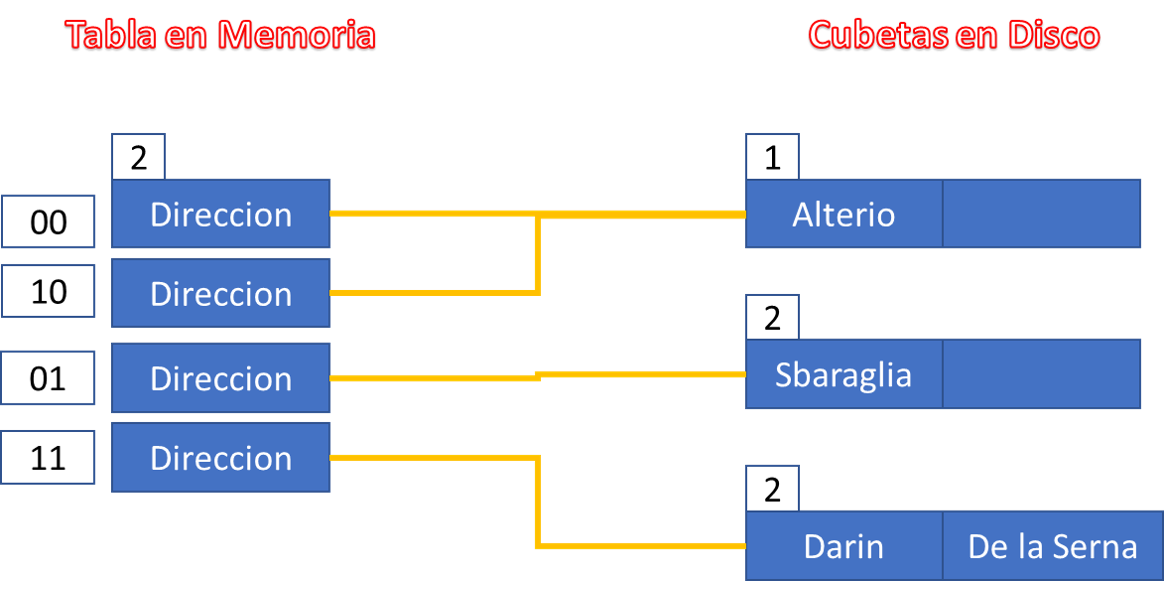 Tabla en Memoria
Cubetas en Disco
2
1
00
Direccion
Alterio
10
Direccion
2
01
Direccion
Sbaraglia
11
Direccion
2
Darin
De la Serna